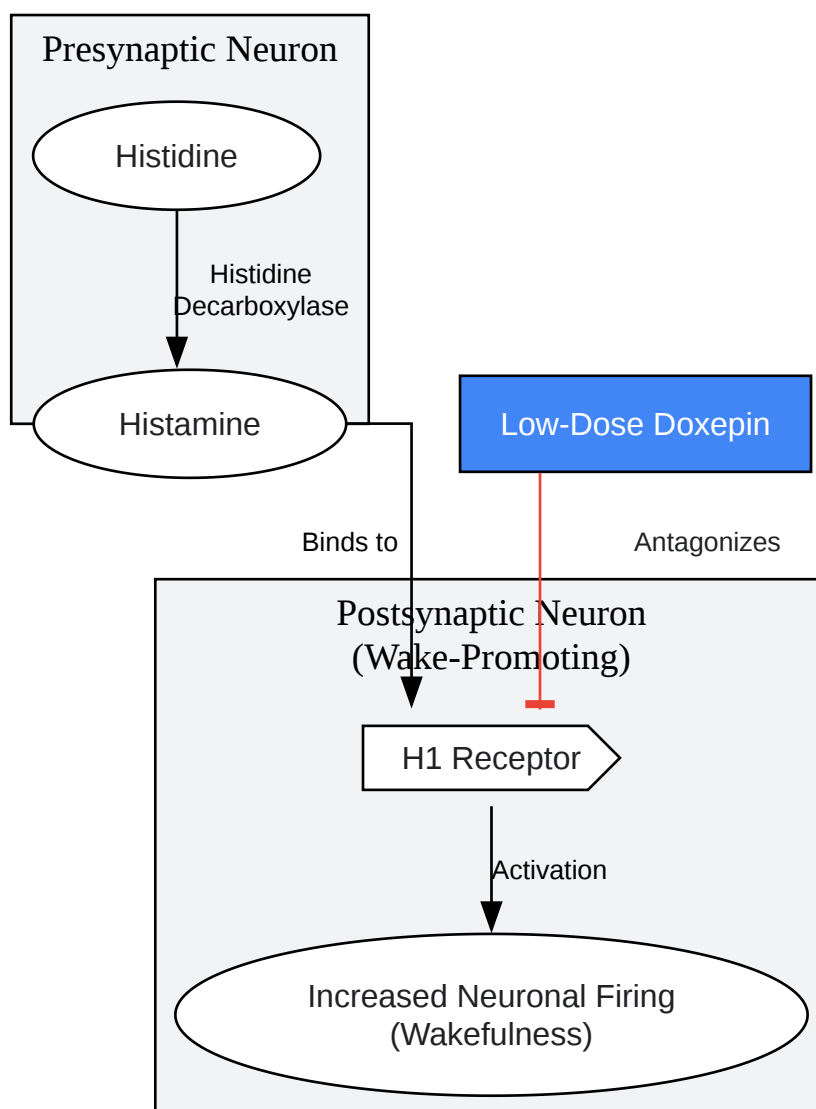 Presynaptic Neuron
Histidine
Histidine
Decarboxylase
Histamine
Low-Dose Doxepin
Binds to
Antagonizes
Postsynaptic Neuron
(Wake-Promoting)
H1 Receptor
Activation
Increased Neuronal Firing
(Wakefulness)